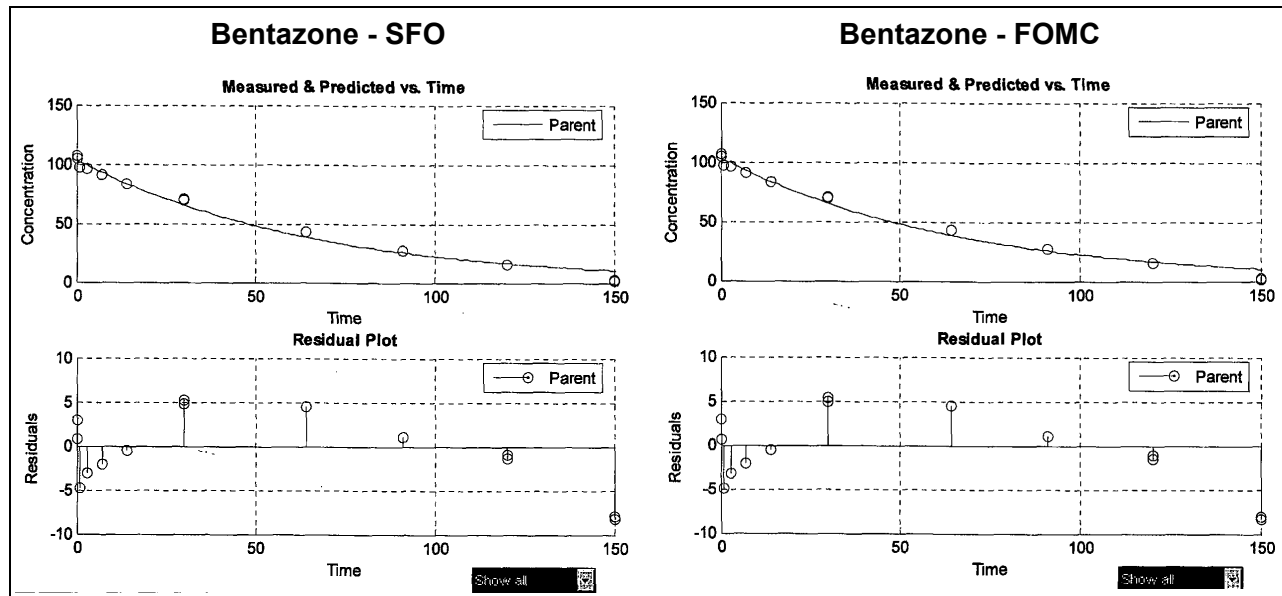 Bentazone - SFO
Measured & Predicted vs. Time
150
100
50
0
Concentration
Parent
0
50
100
150
Time
Residual Plot
10
5
0
-5
-10
Residuals
Parent
0
50
100
150
Time
Show all
Bentazone - FOMC
Measured & Predicted vs. Time
150
100
50
0
Concentration
Parent
0
50
100
150
Time
Residual Plot
10
5
0
-5
-10
Residuals
Parent
0
50
100
150
Time
Show all